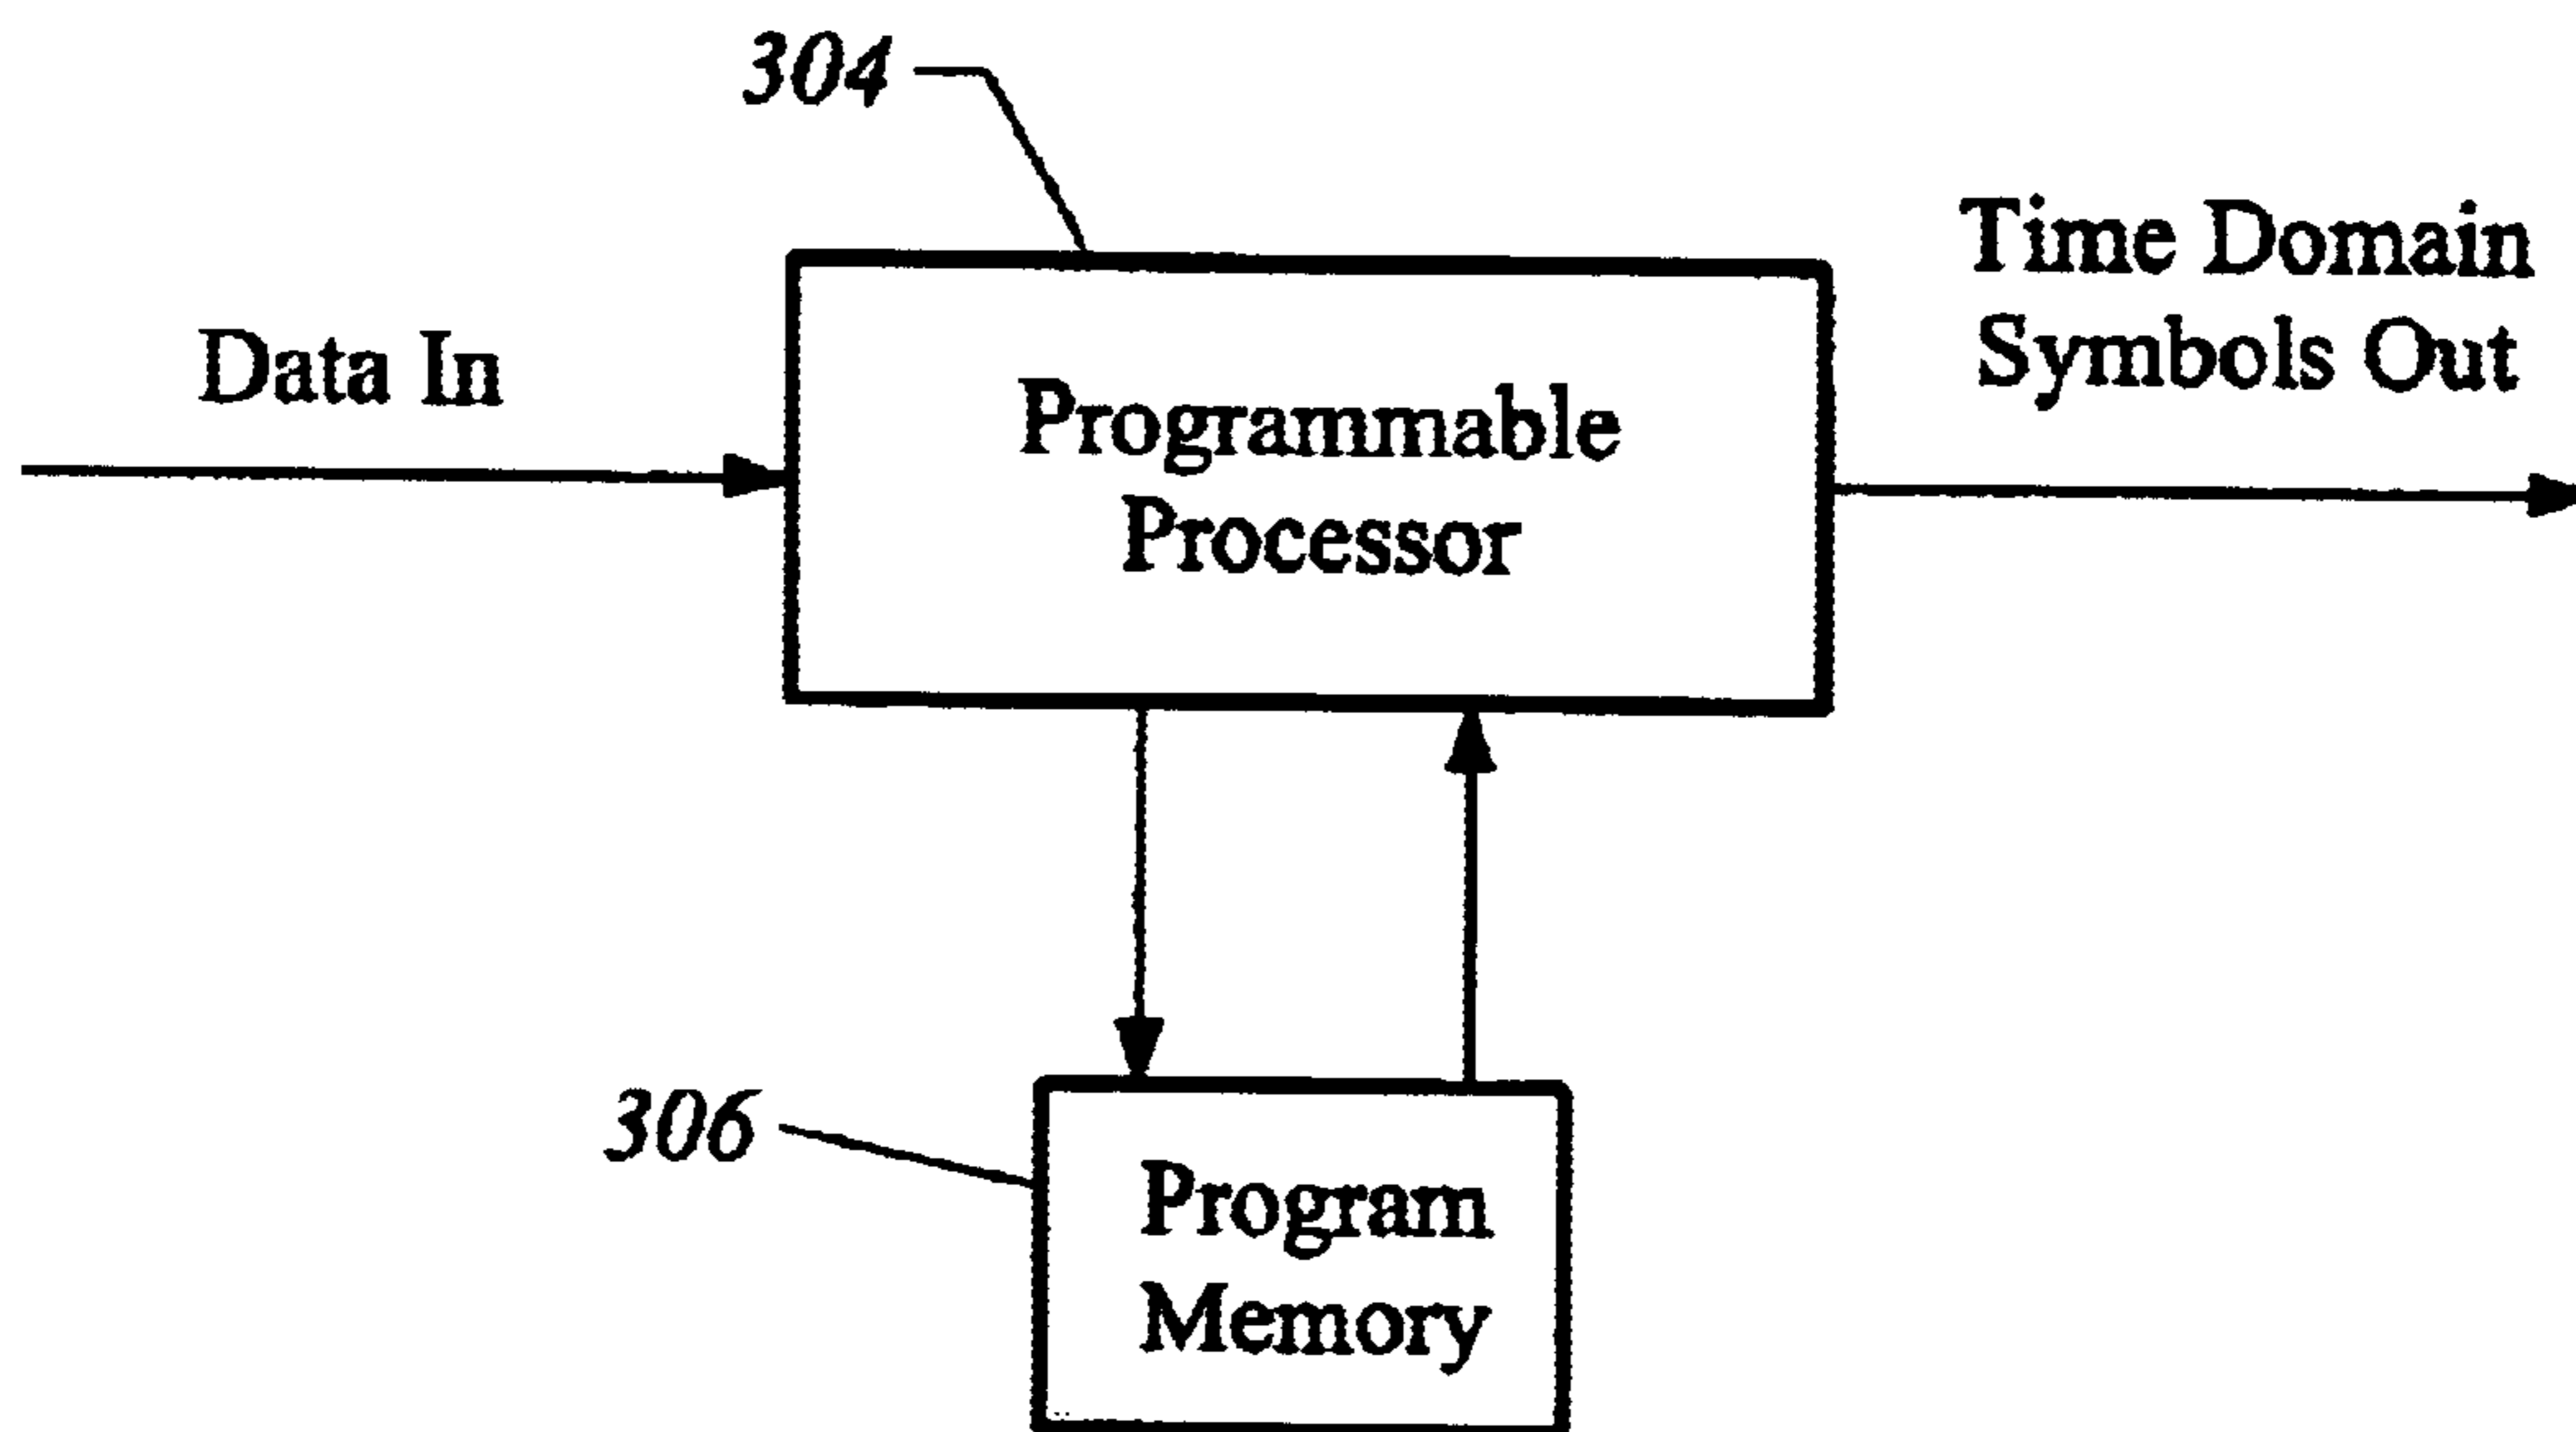 304
Time Domain
Symbols Out
Data In
Programmable
Processor
306
Program
Memory